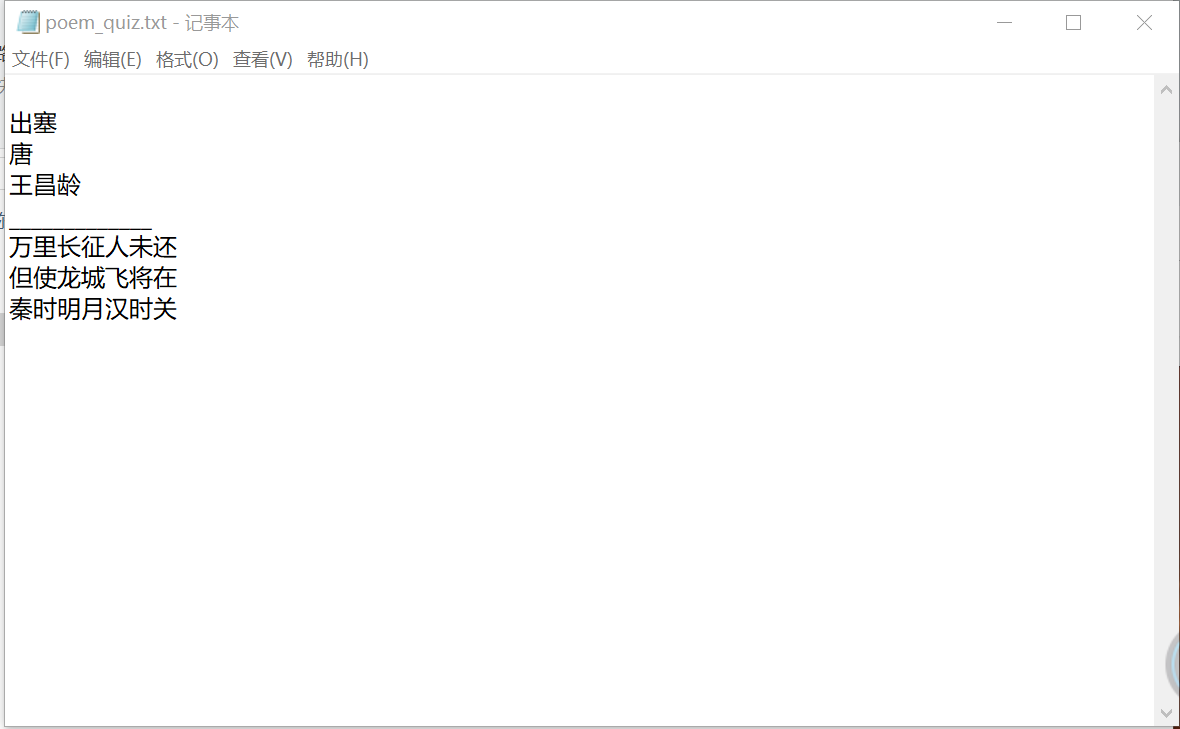 poem_quiz.txt - 记事本
文件(F) 编辑(E) 格式(O) 查看(V) 帮助(H)
出塞
唐
王昌龄
_____________
万里长征人未还
但使龙城飞将在
秦时明月汉时关